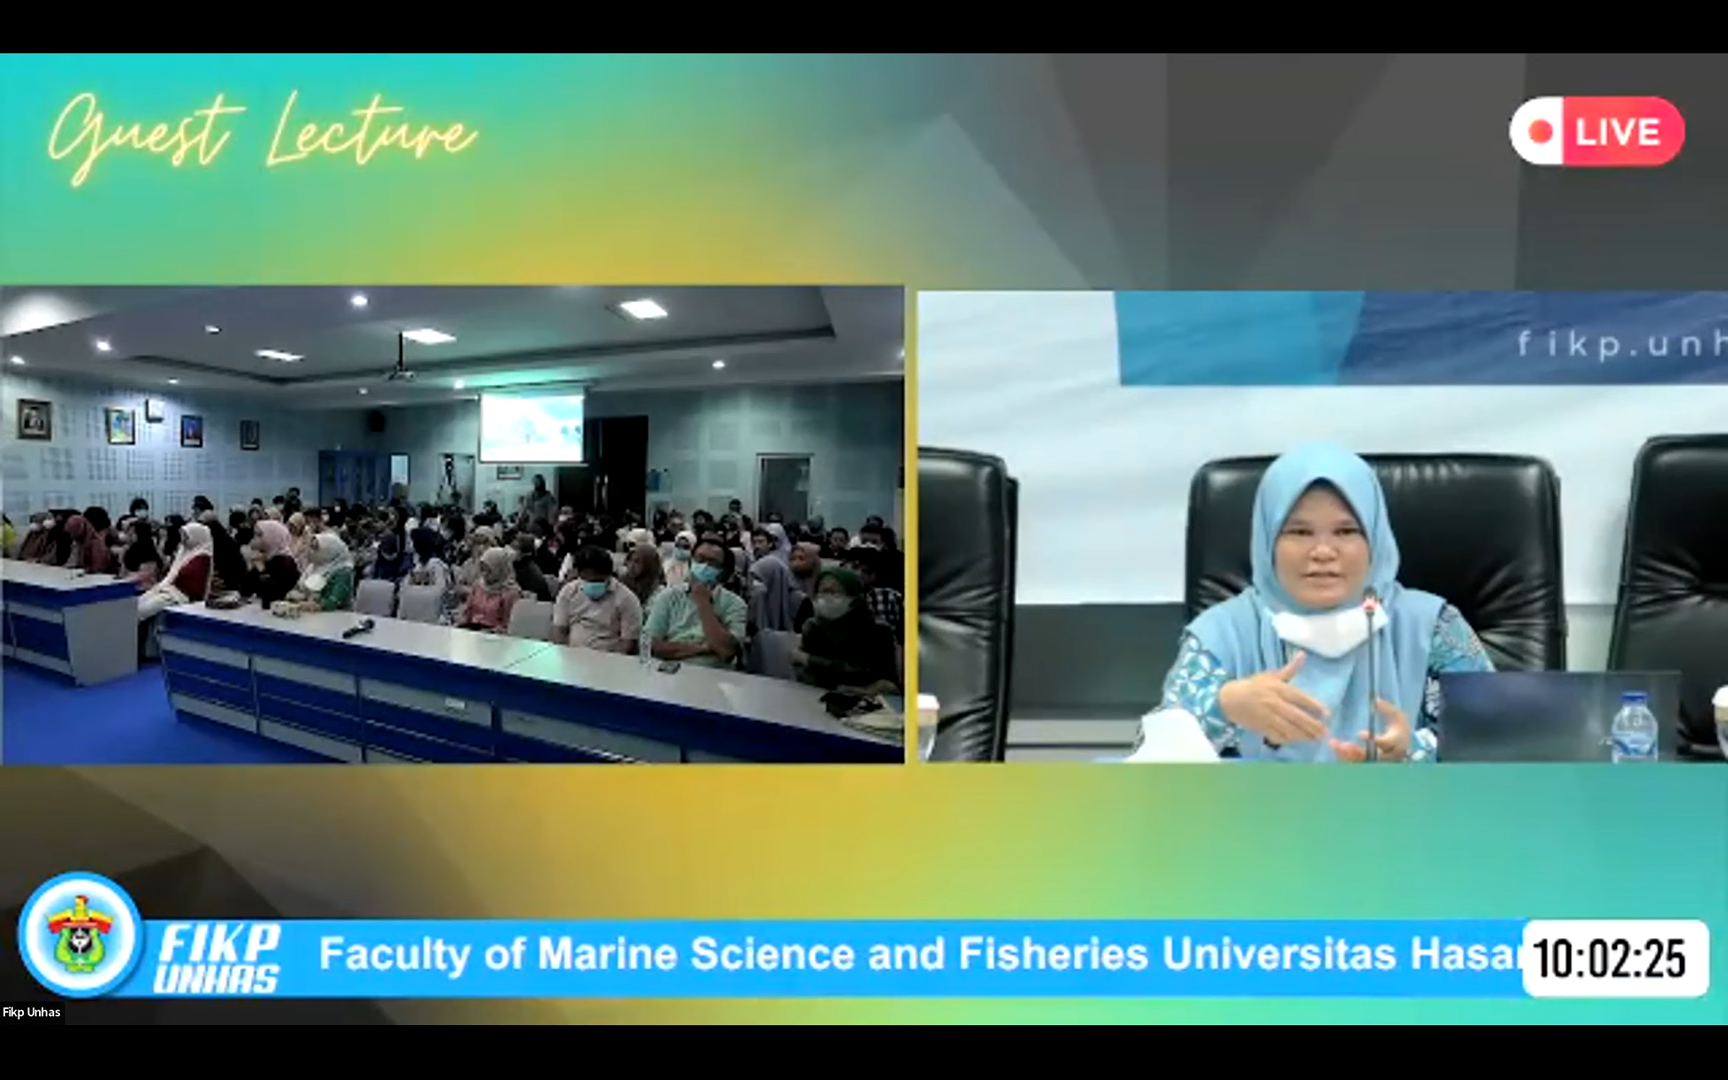 Guest Lecture
LIVE
fikp.unh
FIKP
UNHAS
Faculty of Marine Science and Fisheries Universitas Hasan
10:02:25
Fikp Unhas